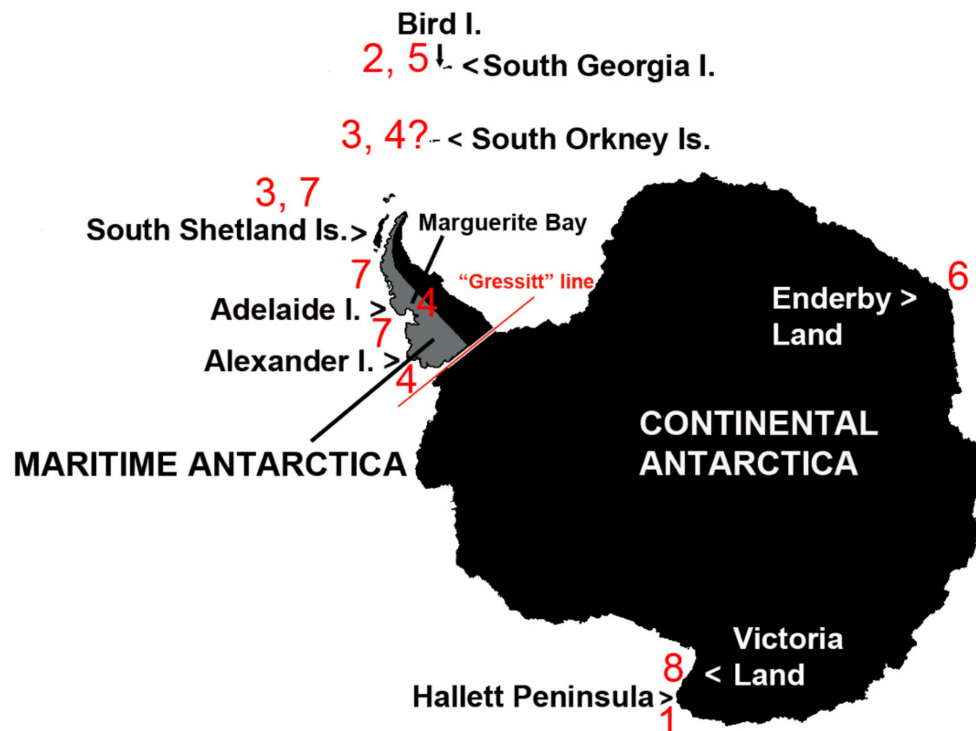 Bird I.
2, 5
<South Georgia I.
3, 4?
< South Orkney Is.
3, 7
South Shetland Is.>
Marguerite Bay
7
“Gressitt” line
4
6
Adelaide I. >
Enderby >
Land
7
Alexander I. >
4
CONTINENTAL
ANTARCTICA
MARITIME ANTARCTICA
Victoria
< Land
8
Hallett Peninsula >
1